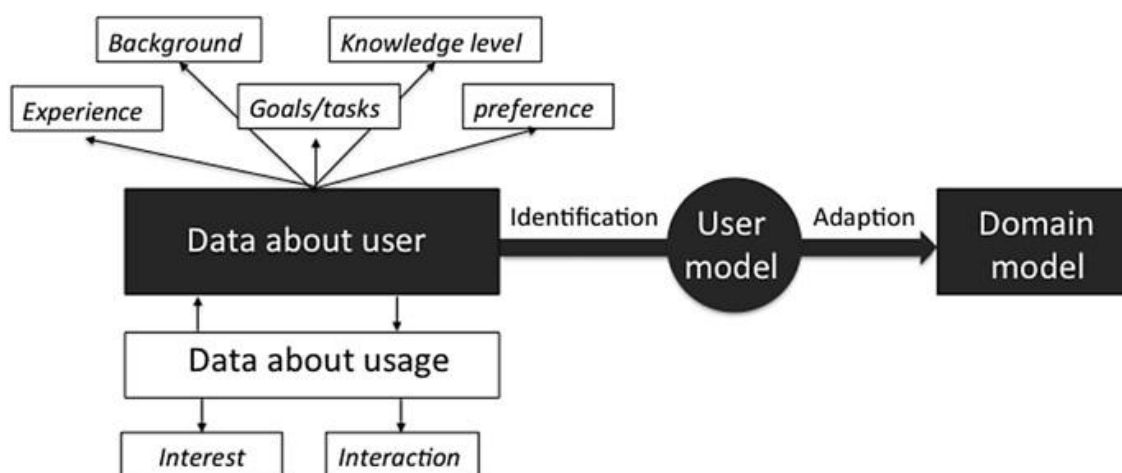 Background
Knowledge level
Experience
Goals/tasks
preference
Data about user
Identification
User
model
Adaption
Domain
model
Data about usage
Interest
Interaction